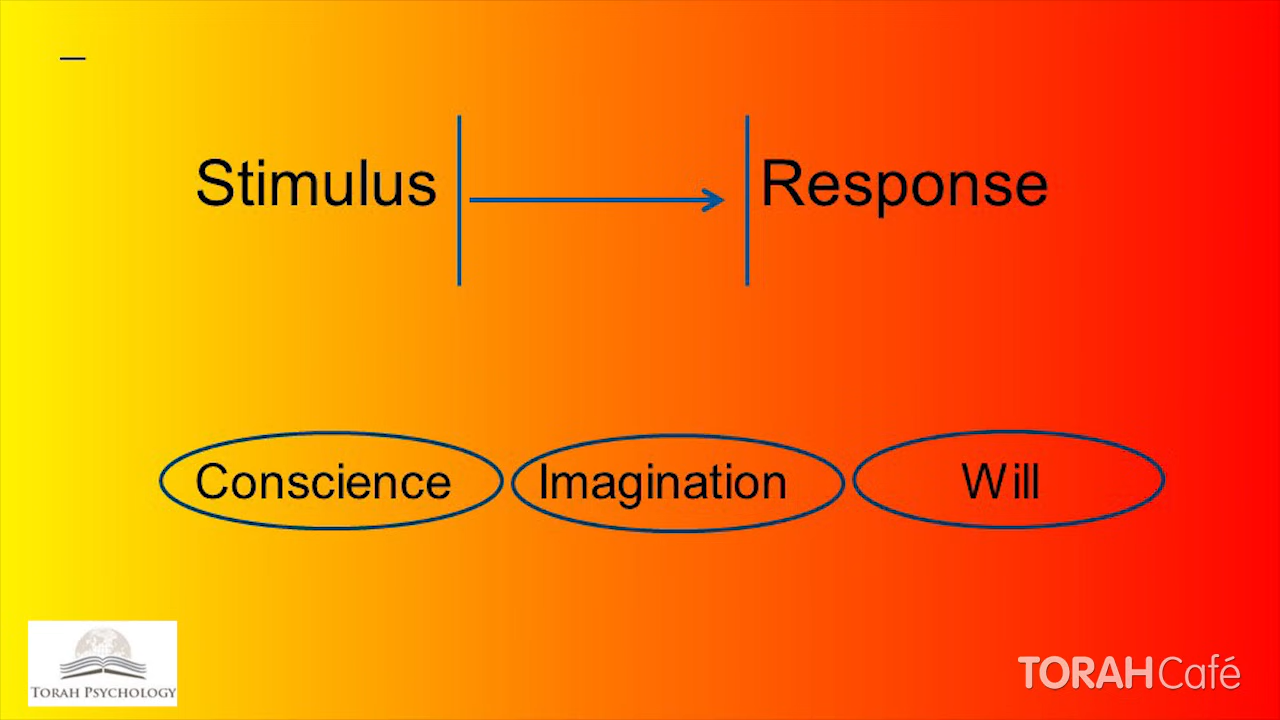 Stimulus Response
Conscience Imagination Will
TORAH PSYCHOLOGY
TORAHCafé